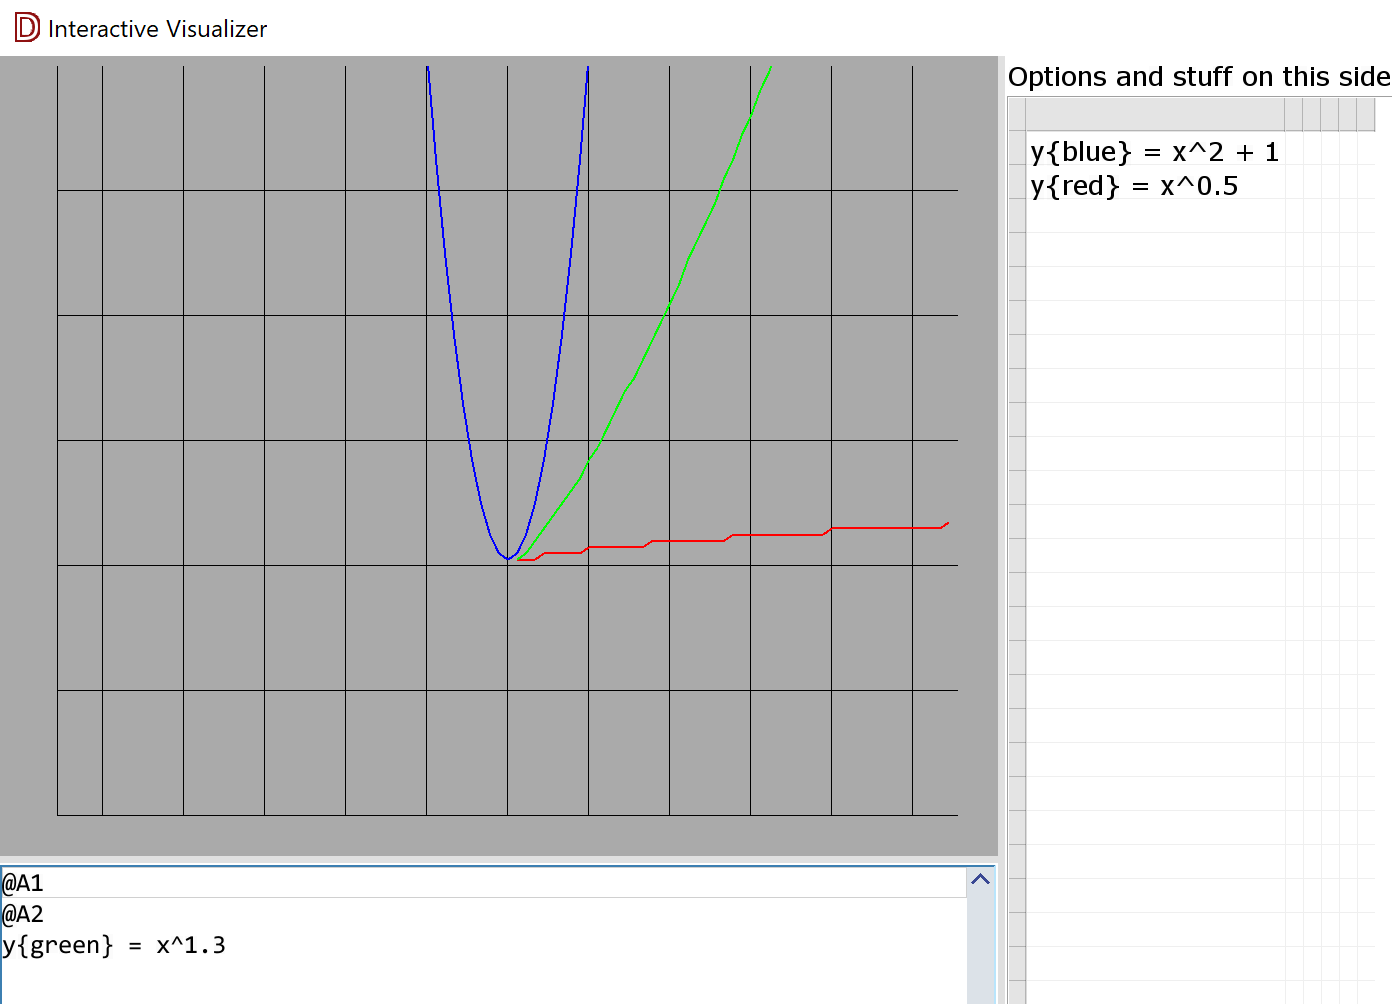 Interactive Visualizer
Options and stuff on this side
y{blue} = x^2 + 1
y{red} = x^0.5
@A1
@A2
y{green} = x^1.3